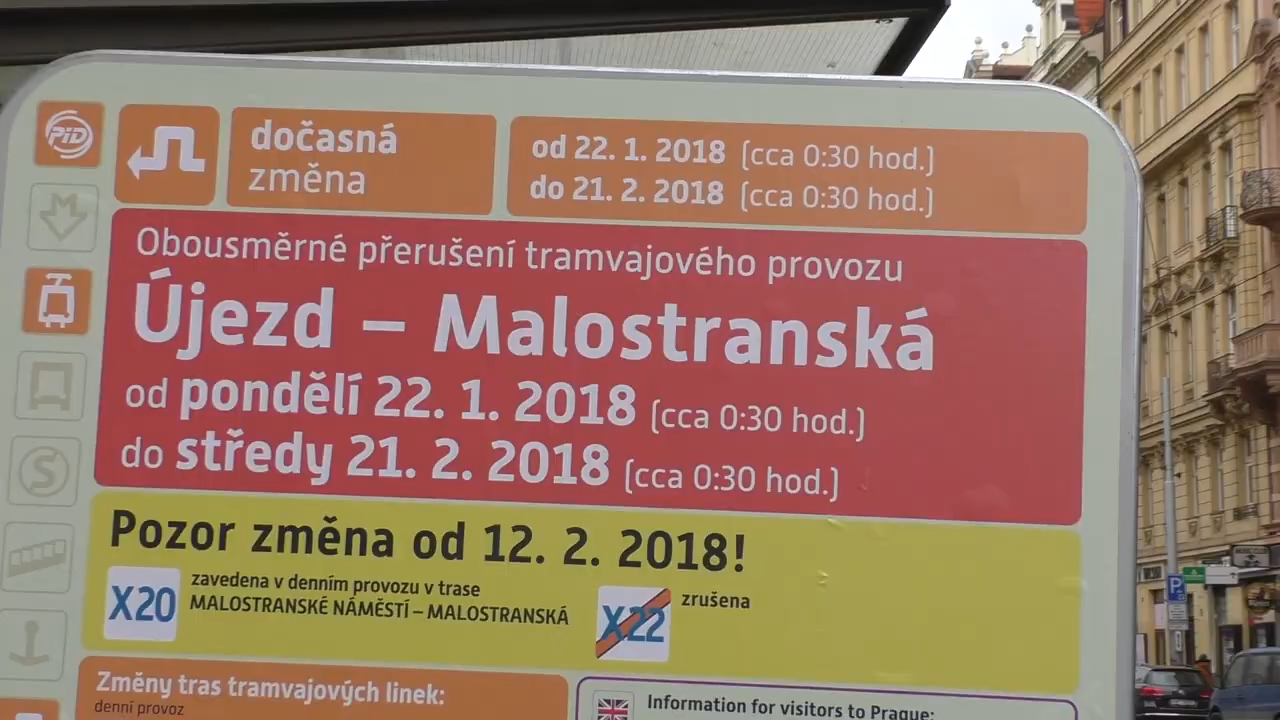 PID
dočasná
změna
od 22. 1. 2018 (cca 0:30 hod.)
do 21. 2. 2018 (cca 0:30 hod.)
M
Obousměrné přerušení tramvajového provozu
Újezd – Malostranská
od pondělí 22. 1. 2018 (cca 0:30 hod.)
do středy 21. 2. 2018 (cca 0:30 hod.)
S
Pozor změna od 12. 2. 2018!
X20 zavedena v denním provozu v trase
MALOSTRANSKÉ NÁMĚSTÍ – MALOSTRANSKÁ
X22 zrušena
Změny tras tramvajových linek:
denní provoz
Information for visitors to Prague:
P